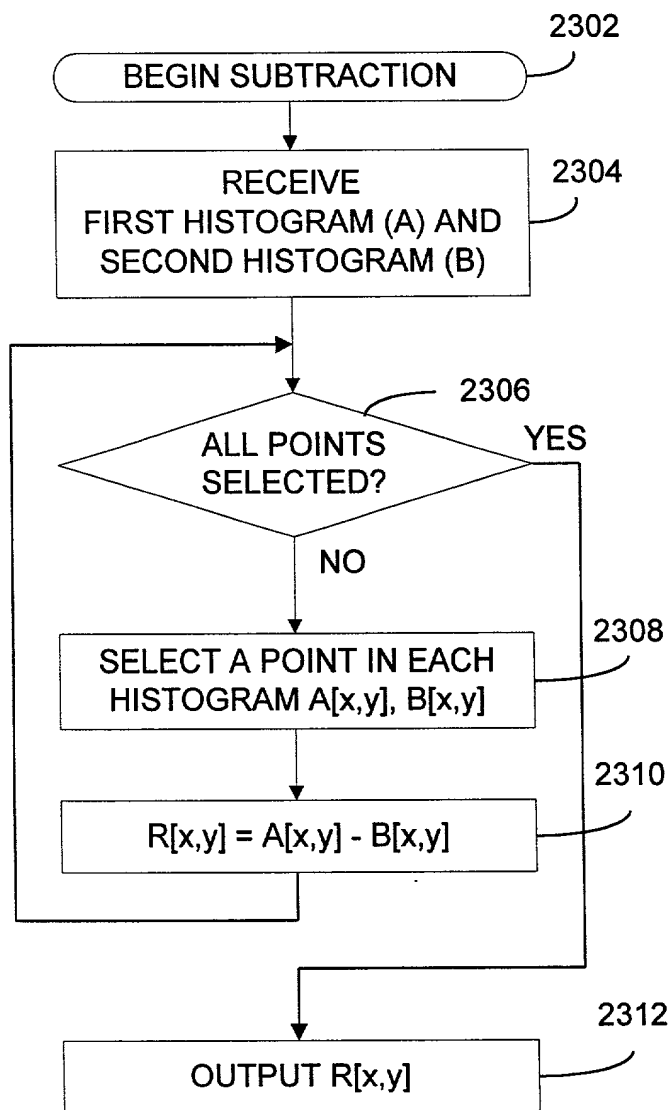 2302
BEGIN SUBTRACTION
2304
RECEIVE
FIRST HISTOGRAM (A) AND
SECOND HISTOGRAM (B)
2306
ALL POINTS
SELECTED?
YES
NO
2308
SELECT A POINT IN EACH
HISTOGRAM A[x,y], B[x,y]
2310
R[x,y] = A[x,y] - B[x,y]
2312
OUTPUT R[x,y]